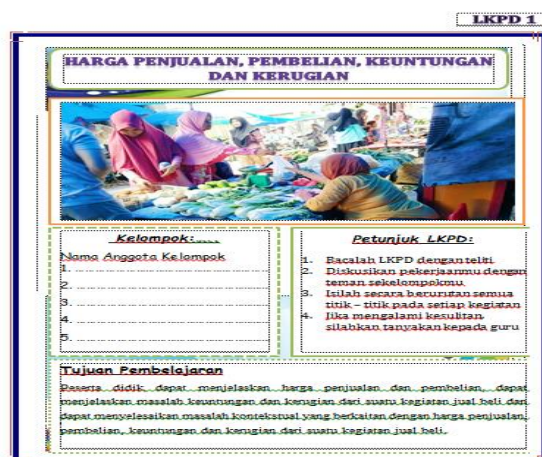 LKPD 1
HARGA PENJUALAN, PEMBELIAN, KEUNTUNGAN
DAN KERUGIAN
Kelompok:.....
Nama Anggota Kelompok
1. ..........
2. ..........
3. ..........
4. ..........
5. ..........
Petunjuk LKPD:
1. Bacalah LKPD dengan teliti
2. Diskusikan pekerjaanmu dengan
teman sekelompokmu
3. Isilah secara berurutan semua
titik – titik pada setiap kegiatan
4. Jika mengalami kesulitan
silahkan tanyakan kepada guru
Tujuan Pembelajaran
Peserta didik dapat menjelaskan harga penjualan dan pembelian, dapat
menjelaskan masalah keuntungan dan kerugian dari suatu kegiatan jual beli dan
dapat menyelesaikan masalah kontekstual yang berkaitan dengan harga penjualan,
pembelian, keuntungan dan kerugian dari suatu kegiatan jual beli.